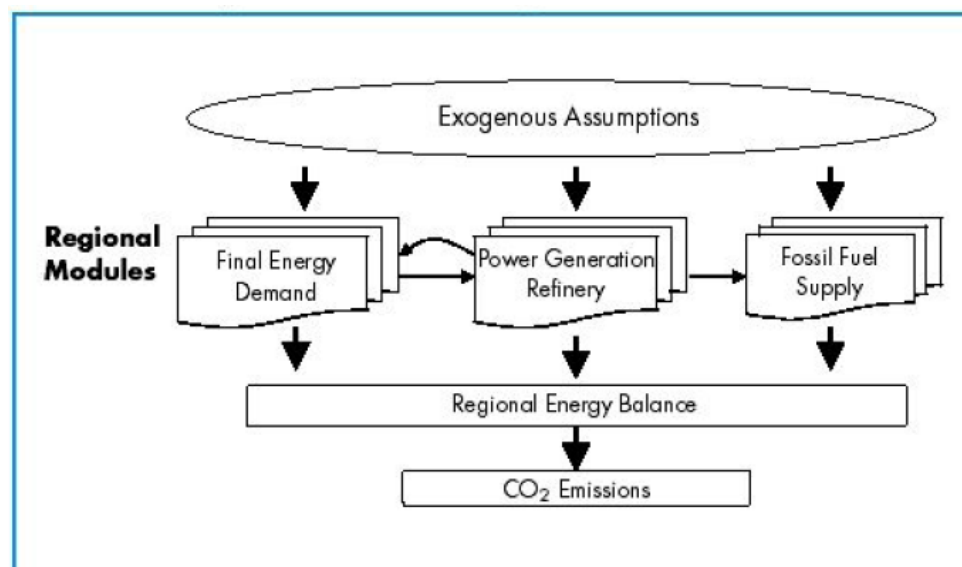 Exogenous Assumptions
Regional
Modules
Final Energy
Demand
Power Generation
Refinery
Fossil Fuel
Supply
Regional Energy Balance
CO₂ Emissions